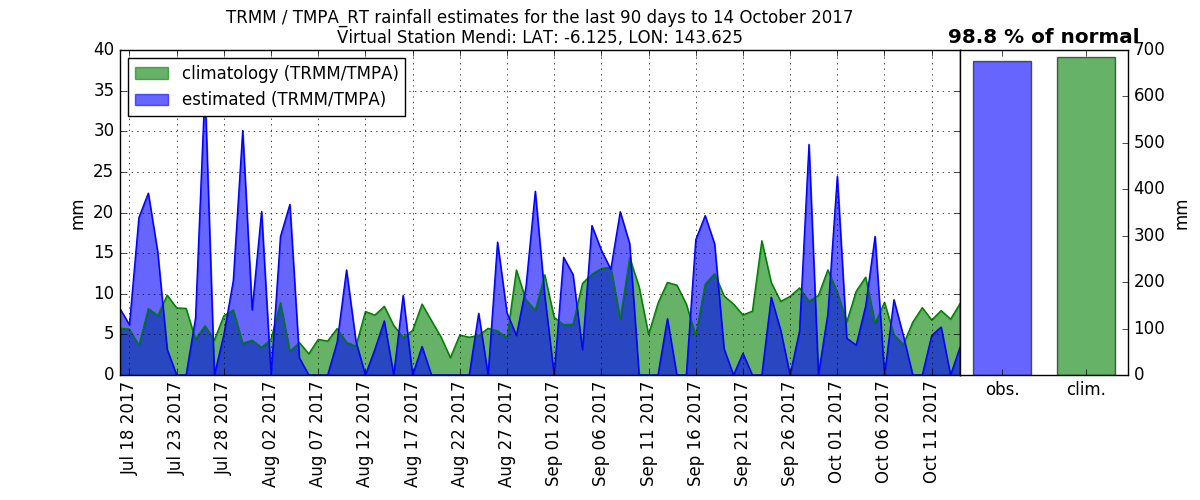 TRMM / TMPA_RT rainfall estimates for the last 90 days to 14 October 2017
Virtual Station Mendi: LAT: -6.125, LON: 143.625
98.8 % of normal
climatology (TRMM/TMPA)
estimated (TRMM/TMPA)
40
35
30
25
20
15
10
5
0
mm
700
600
500
400
300
200
100
0
mm
obs.
clim.
Jul 18 2017
Jul 23 2017
Jul 28 2017
Aug 02 2017
Aug 07 2017
Aug 12 2017
Aug 17 2017
Aug 22 2017
Aug 27 2017
Sep 01 2017
Sep 06 2017
Sep 11 2017
Sep 16 2017
Sep 21 2017
Sep 26 2017
Oct 01 2017
Oct 06 2017
Oct 11 2017